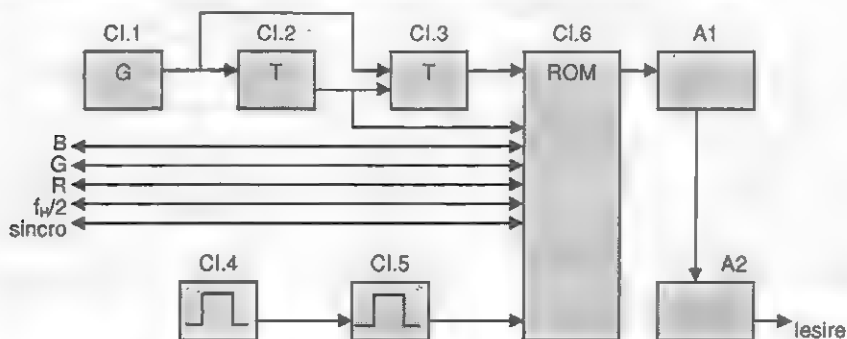 CI.1 CI.2 CI.3 CI.6 A1
G T T ROM
B
G
R
fH/2
sincro
CI.4 CI.5 A2
Iesire